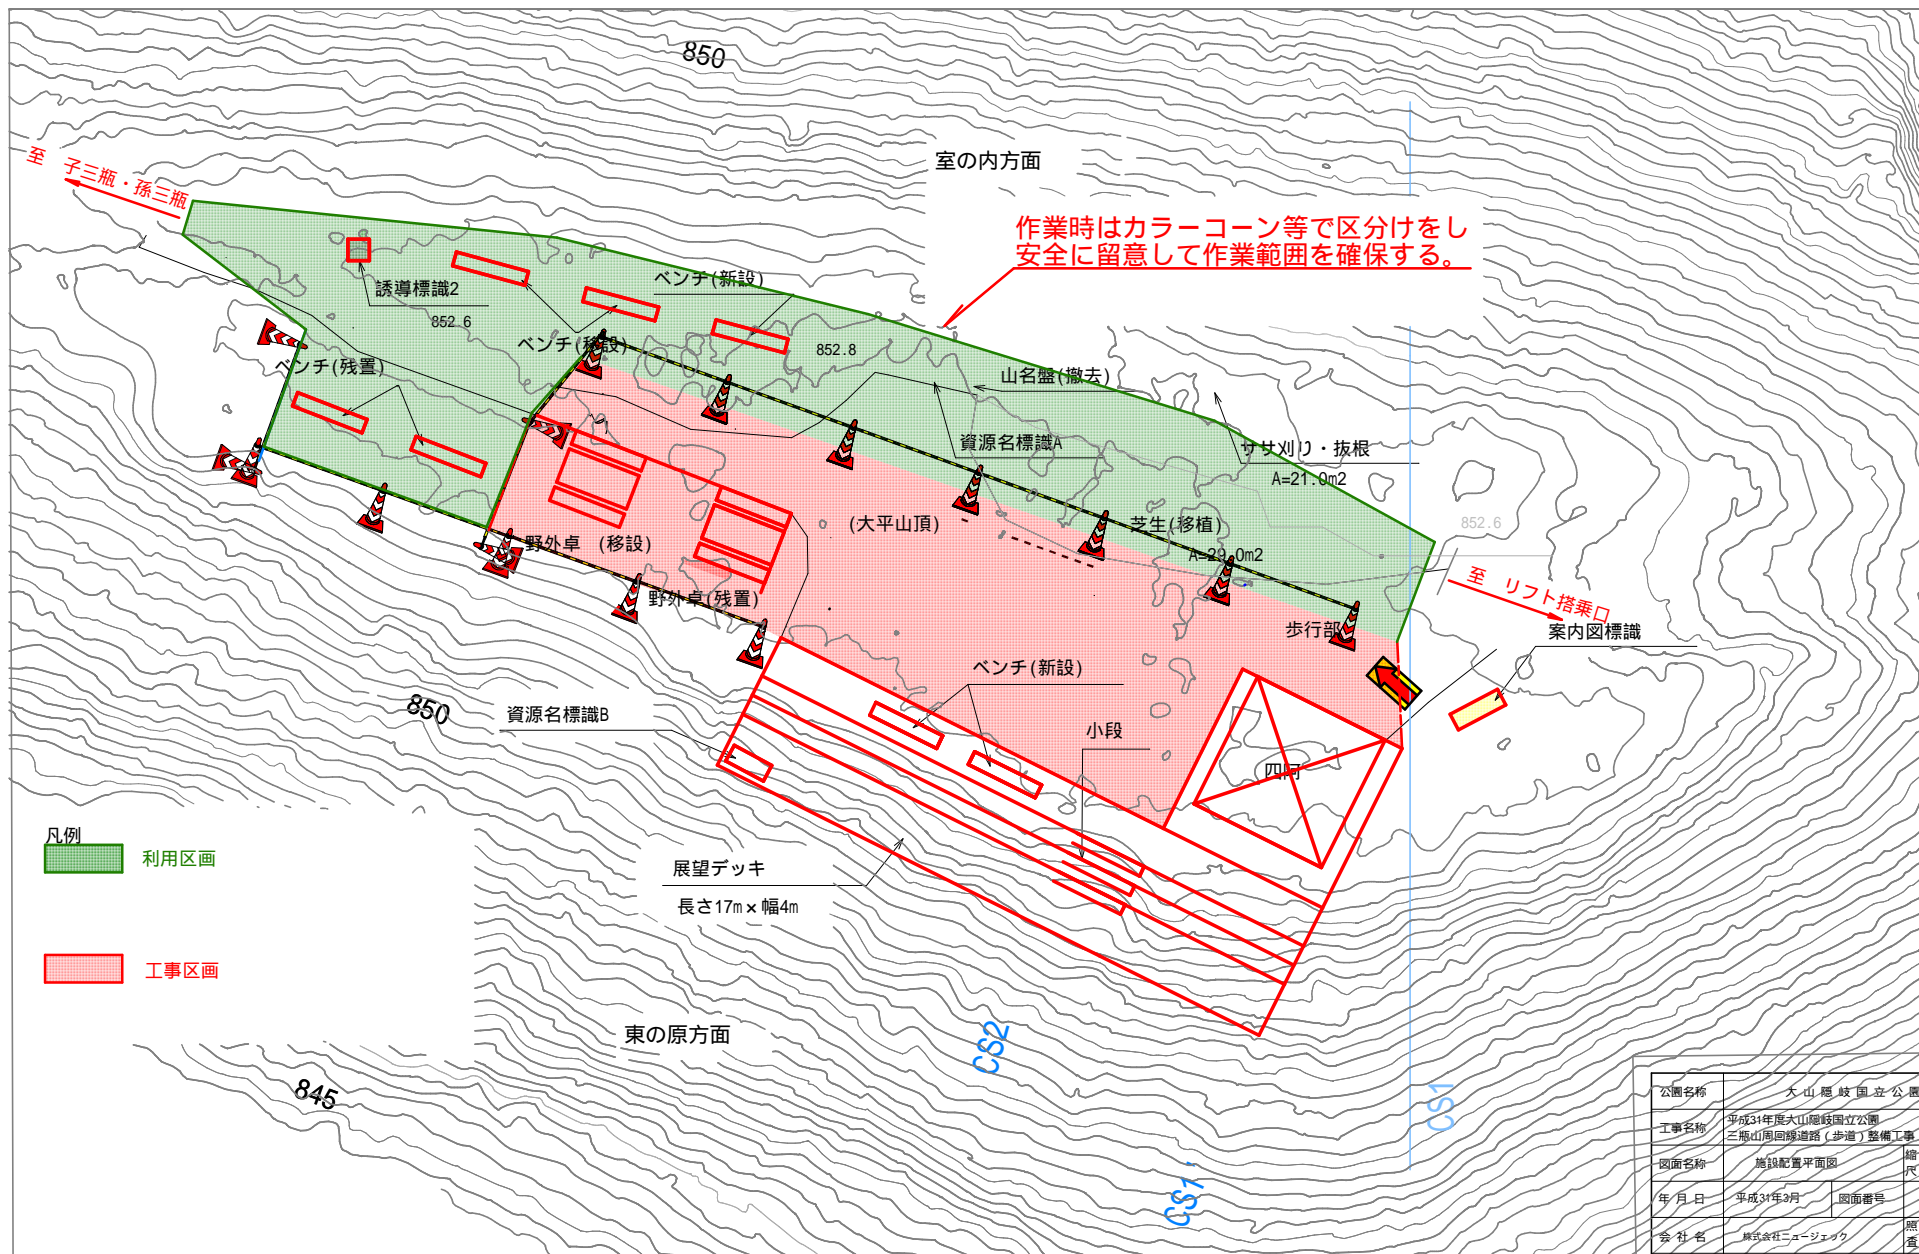 850
室の内方面
至　子三瓶・孫三瓶
作業時はカラーコーン等で区分けをし
安全に留意して作業範囲を確保する。
誘導標識2
852.6
ベンチ(新設)
ベンチ(移設)
852.8
ベンチ(残置)
山名盤(撤去)
資源名標識A
ササ刈り・抜根
A=21.0m2
852.6
(大平山頂)
芝生(移植)
A=29.0m2
野外卓　(移設)
野外卓(残置)
至　リフト搭乗口
歩行部
案内図標識
ベンチ(新設)
850
資源名標識B
小段
四阿
凡例
利用区画
展望デッキ
長さ17m×幅4m
工事区画
東の原方面
CS2
845
CS1
CS1'
公園名称
大山隠岐国立公園
工事名称
平成31年度大山隠岐国立公園
三瓶山周回線道路(歩道)整備工事
図面名称
施設配置平面図
縮
尺
年月日
平成31年3月
図面番号
会社名
株式会社ニュージェック
照
査